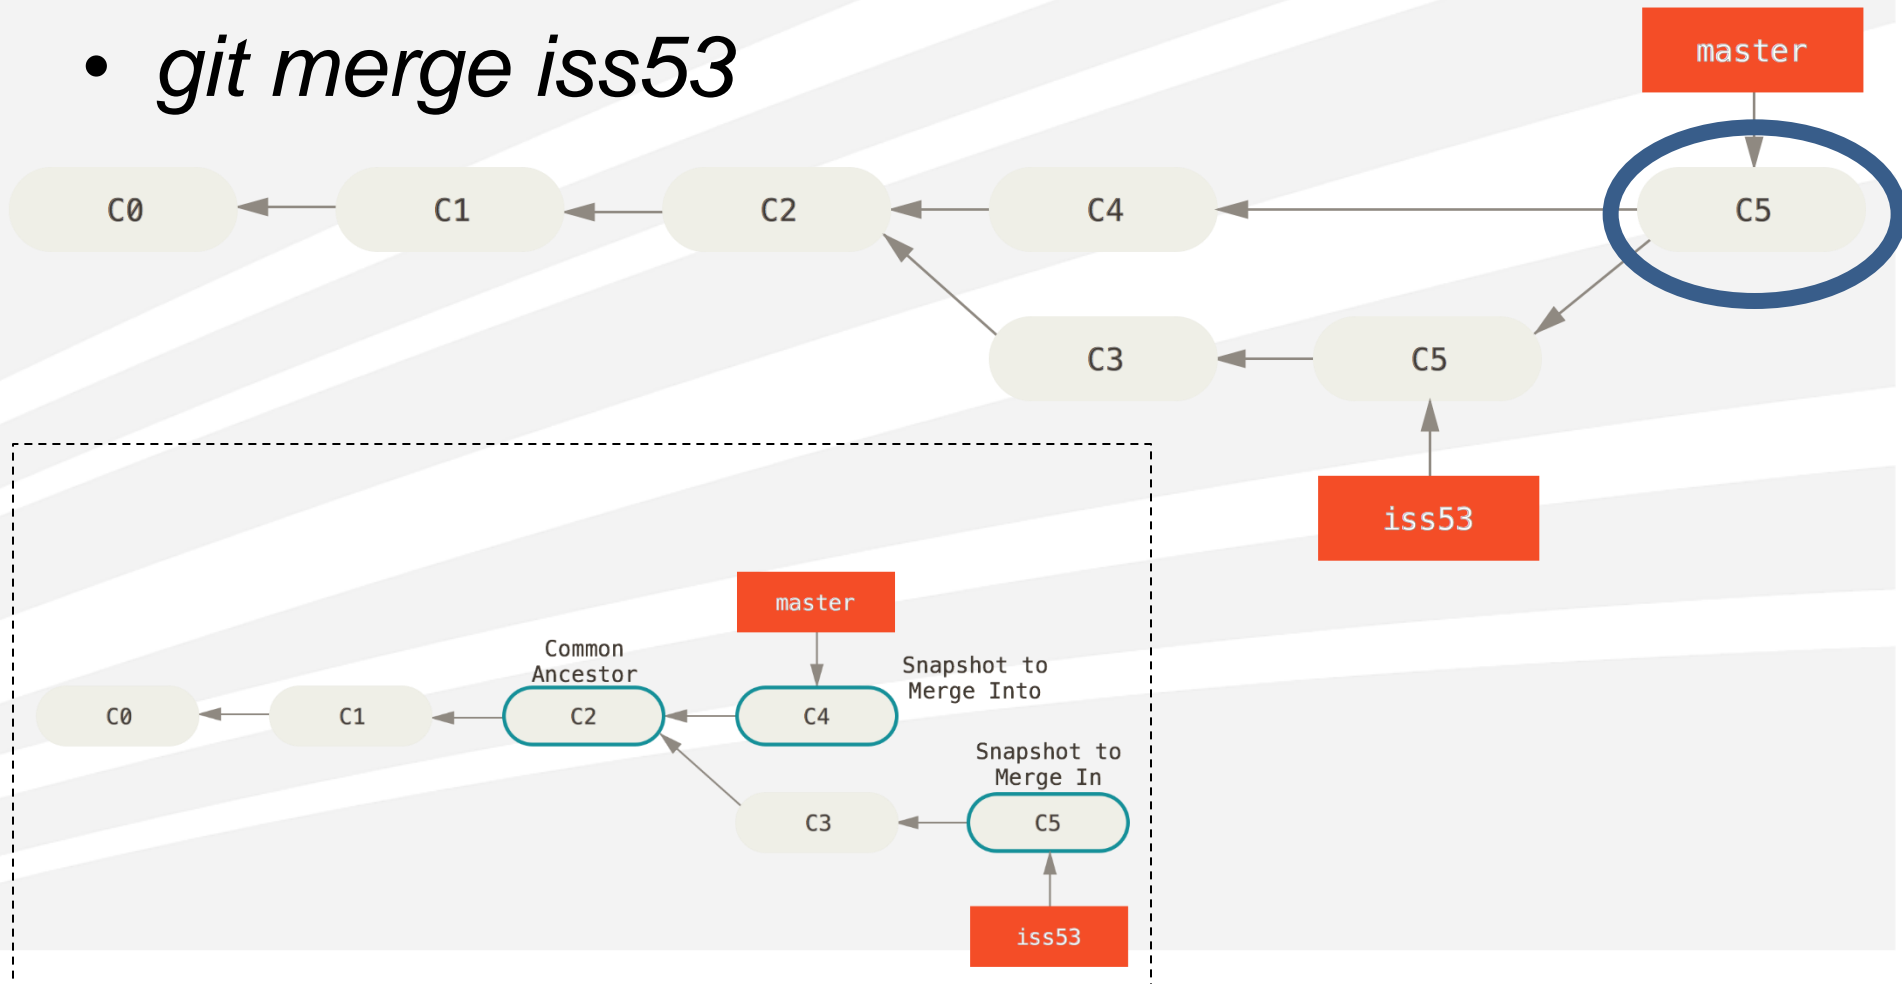 • git merge iss53
master
C0 C1 C2 C4 C5
C3 C5
iss53
master
Common
Ancestor
Snapshot to
Merge Into
C0 C1 C2 C4
Snapshot to
Merge In
C3 C5
iss53